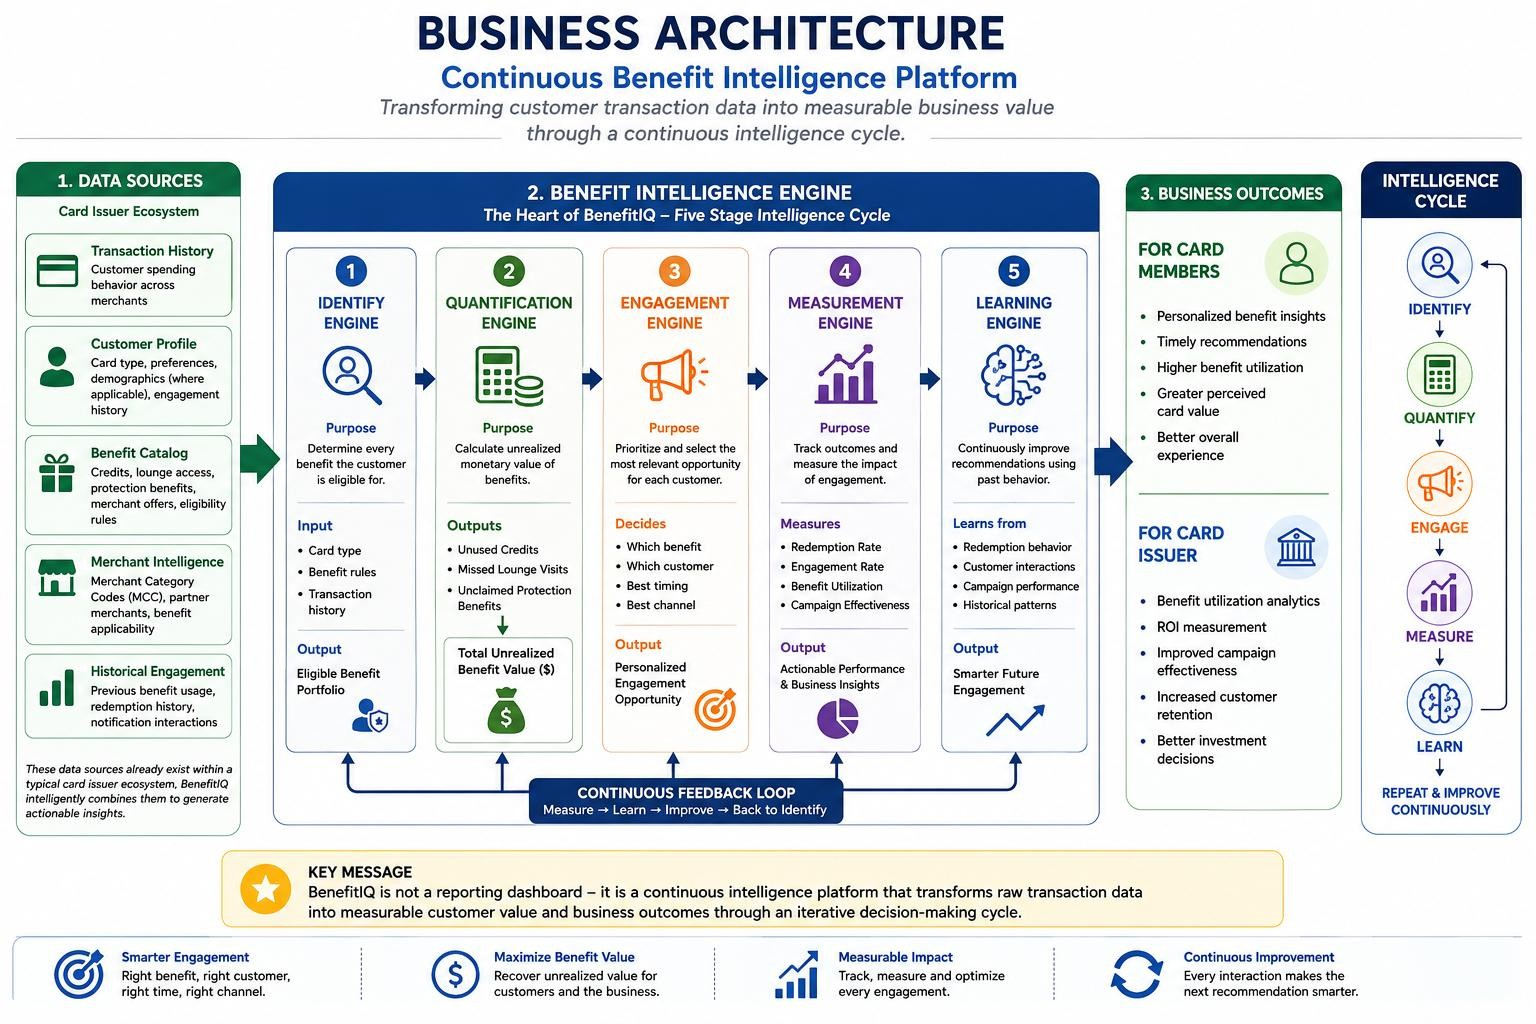 BUSINESS ARCHITECTURE
Continuous Benefit Intelligence Platform
Transforming customer transaction data into measurable business value
through a continuous intelligence cycle.
1. DATA SOURCES
Card Issuer Ecosystem
Transaction History
Customer spending
behavior across
merchants
Customer Profile
Card type, preferences,
demographics (where
applicable), engagement
history
Benefit Catalog
Credits, lounge access,
protection benefits,
merchant offers, eligibility
rules
Merchant Intelligence
Merchant Category
Codes (MCC), partner
merchants, benefit
applicability
Historical Engagement
Previous benefit usage,
redemption history,
notification interactions
These data sources already exist within a
typical card issuer ecosystem, BenefitIQ
intelligently combines them to generate
actionable insights.
2. BENEFIT INTELLIGENCE ENGINE
The Heart of BenefitIQ – Five Stage Intelligence Cycle
1
IDENTIFY
ENGINE
Purpose
Determine every
benefit the customer
is eligible for.
Input
• Card type
• Benefit rules
• Transaction
history
Output
Eligible Benefit
Portfolio
2
QUANTIFICATION
ENGINE
Purpose
Calculate unrealized
monetary value of
benefits.
Outputs
• Unused Credits
• Missed Lounge Visits
• Unclaimed Protection
Benefits
Total Unrealized
Benefit Value ($)
$
3
ENGAGEMENT
ENGINE
Purpose
Prioritize and select the
most relevant opportunity
for each customer.
Decides
• Which benefit
• Which customer
• Best timing
• Best channel
Output
Personalized
Engagement
Opportunity
4
MEASUREMENT
ENGINE
Purpose
Track outcomes and
measure the impact
of engagement.
Measures
• Redemption Rate
• Engagement Rate
• Benefit Utilization
• Campaign Effectiveness
Output
Actionable Performance
& Business Insights
5
LEARNING
ENGINE
Purpose
Continuously improve
recommendations using
past behavior.
Learns from
• Redemption behavior
• Customer interactions
• Campaign performance
• Historical patterns
Output
Smarter Future
Engagement
CONTINUOUS FEEDBACK LOOP
Measure → Learn → Improve → Back to Identify
3. BUSINESS OUTCOMES
FOR CARD
MEMBERS
• Personalized benefit insights
• Timely recommendations
• Higher benefit utilization
• Greater perceived
card value
• Better overall
experience
FOR CARD
ISSUER
• Benefit utilization analytics
• ROI measurement
• Improved campaign
effectiveness
• Increased customer
retention
• Better investment
decisions
INTELLIGENCE
CYCLE
IDENTIFY
QUANTIFY
ENGAGE
MEASURE
LEARN
REPEAT & IMPROVE
CONTINUOUSLY
KEY MESSAGE
BenefitIQ is not a reporting dashboard – it is a continuous intelligence platform that transforms raw transaction data
into measurable customer value and business outcomes through an iterative decision-making cycle.
Smarter Engagement
Right benefit, right customer,
right time, right channel.
$
Maximize Benefit Value
Recover unrealized value for
customers and the business.
Measurable Impact
Track, measure and optimize
every engagement.
Continuous Improvement
Every interaction makes the
next recommendation smarter.